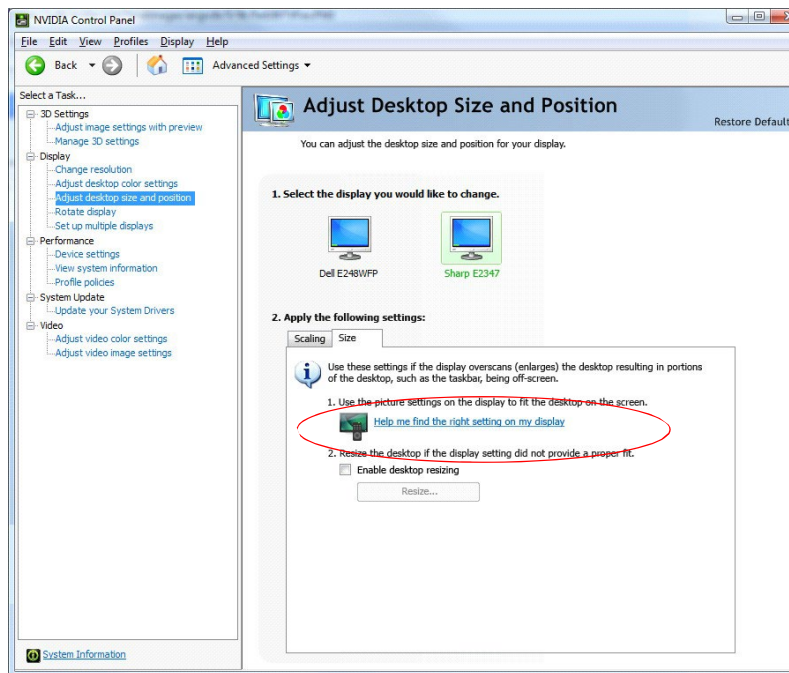 NVIDIA Control Panel
File Edit View Profiles Display Help
Back Advanced Settings
Select a Task...
3D Settings
Adjust image settings with preview
Manage 3D settings
Display
Change resolution
Adjust desktop color settings
Adjust desktop size and position
Rotate display
Set up multiple displays
Performance
Device settings
View system information
Profile policies
System Update
Update your System Drivers
Video
Adjust video color settings
Adjust video image settings
System Information
Adjust Desktop Size and Position
Restore Default
You can adjust the desktop size and position for your display.
1. Select the display you would like to change.
Dell E248WFP Sharp E2347
2. Apply the following settings:
Scaling Size
Use these settings if the display overscans (enlarges) the desktop resulting in portions
of the desktop, such as the taskbar, being off-screen.
1. Use the picture settings on the display to fit the desktop on the screen.
Help me find the right setting on my display
2. Resize the desktop if the display setting did not provide a proper fit.
Enable desktop resizing
Resize...